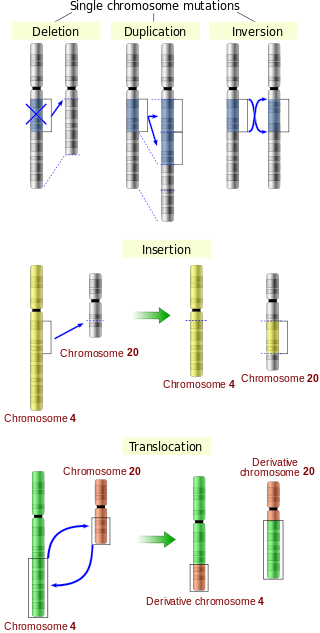 Single chromosome mutations
Deletion
Duplication
Inversion
Insertion
Chromosome 20
Chromosome 4
Chromosome 4
Chromosome 20
Translocation
Chromosome 20
Chromosome 4
Derivative
chromosome 20
Derivative chromosome 4